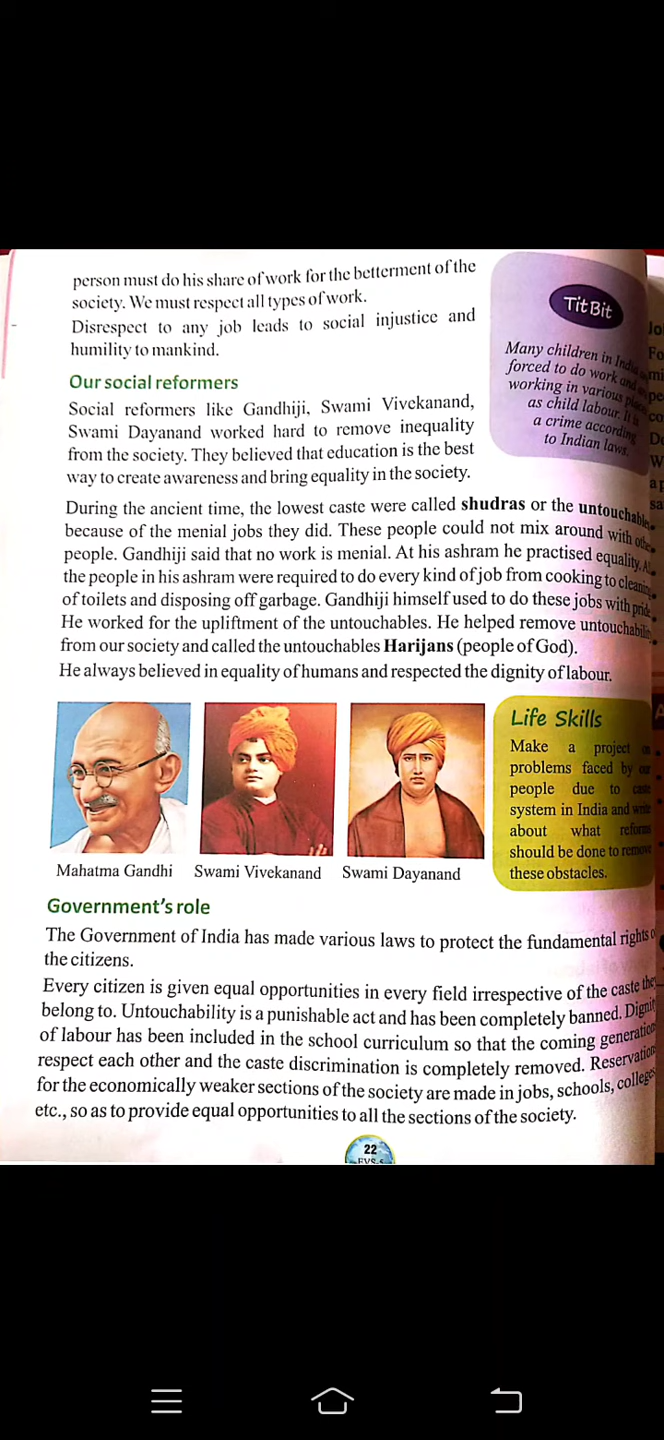 person must do his share of work for the betterment of the
society. We must respect all types of work.
Disrespect to any job leads to social injustice and
humility to mankind.
Our social reformers
Social reformers like Gandhiji, Swami Vivekanand,
Swami Dayanand worked hard to remove inequality
from the society. They believed that education is the best
way to create awareness and bring equality in the society.
TitBit
Many children in India
forced to do work and
working in various
as child labour. It is
a crime according
to Indian laws.
During the ancient time, the lowest caste were called shudras or the
because of the menial jobs they did. These people could not mix around with
people. Gandhiji said that no work is menial. At his ashram he practised equality.
the people in his ashram were required to do every kind of job from cooking to
of toilets and disposing off garbage. Gandhiji himself used to do these jobs with
He worked for the upliftment of the untouchables. He helped remove
from our society and called the untouchables Harijans (people of God).
He always believed in equality of humans and respected the dignity of labour.
Mahatma Gandhi Swami Vivekanand Swami Dayanand
Life Skills
Make a project on
problems faced by our
people due to caste
system in India and write
about what reforms
should be done to remove
these obstacles.
Government's role
The Government of India has made various laws to protect the fundamental rights
the citizens.
Every citizen is given equal opportunities in every field irrespective of the caste
belong to. Untouchability is a punishable act and has been completely banned.
of labour has been included in the school curriculum so that the coming
respect each other and the caste discrimination is completely removed.
for the economically weaker sections of the society are made in jobs, schools,
etc., so as to provide equal opportunities to all the sections of the society.
22